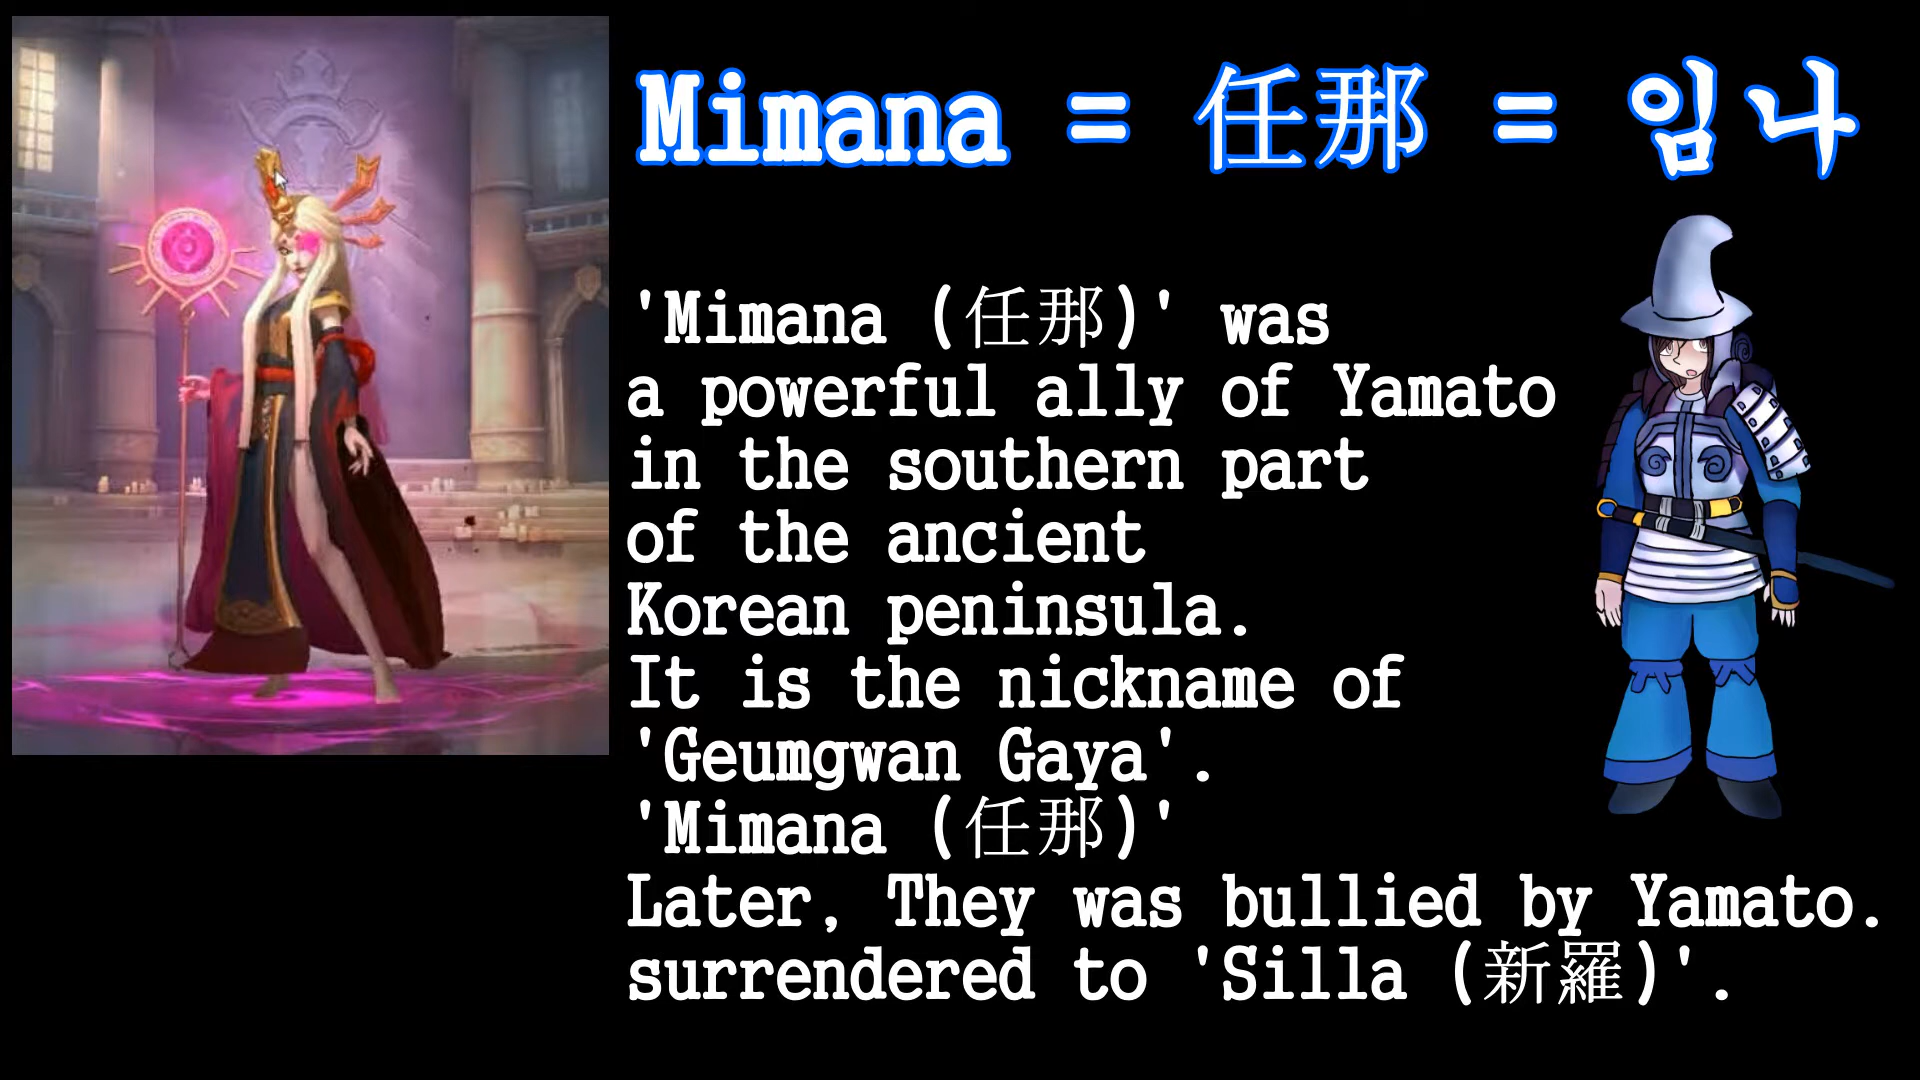 Mimana = 任那 = 임나
'Mimana (任那)' was
a powerful ally of Yamato
in the southern part
of the ancient
Korean peninsula.
It is the nickname of
'Geumgwan Gaya'.
'Mimana (任那)'
Later, They was bullied by Yamato.
surrendered to 'Silla (新羅)'.